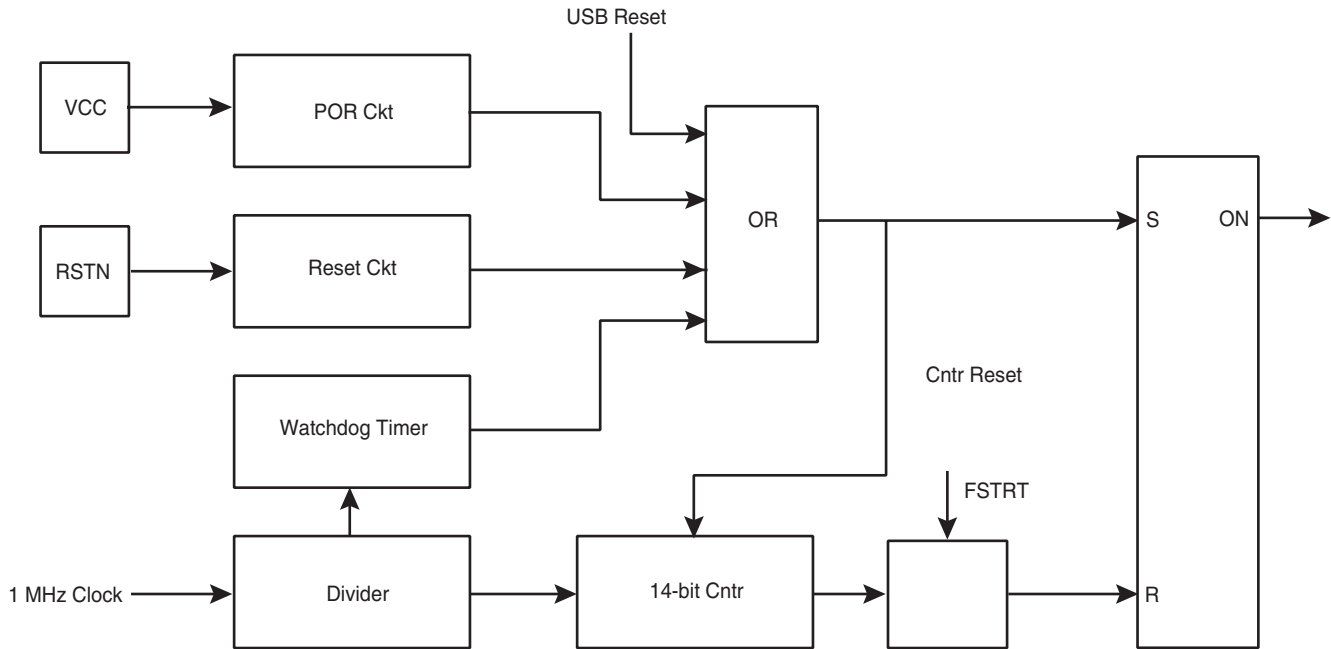 USB Reset
VCC
POR Ckt
OR
S
ON
RSTN
Reset Ckt
Cntr Reset
Watchdog Timer
FSTRT
1 MHz Clock
Divider
14-bit Cntr
R